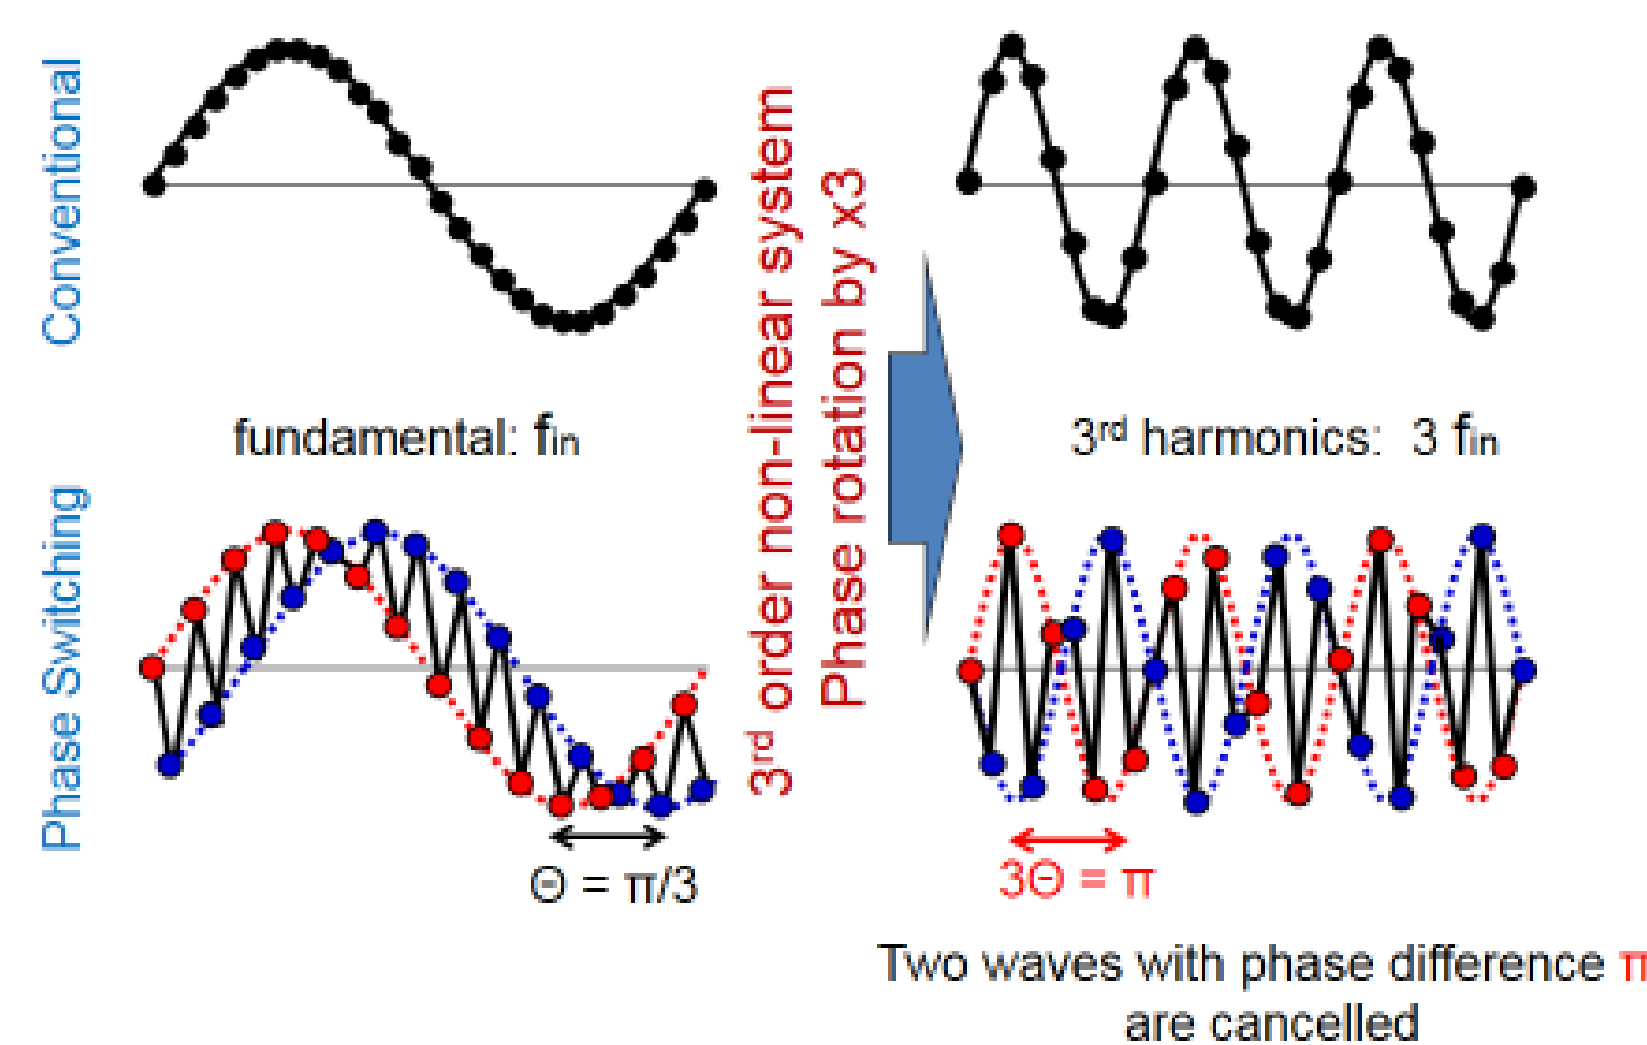 Conventional
fundamental: fin
3rd harmonics: 3 fin
3rd order non-linear system
Phase rotation by x3
Phase Switching
Θ = π/3
3Θ = π
Two waves with phase difference π
are cancelled